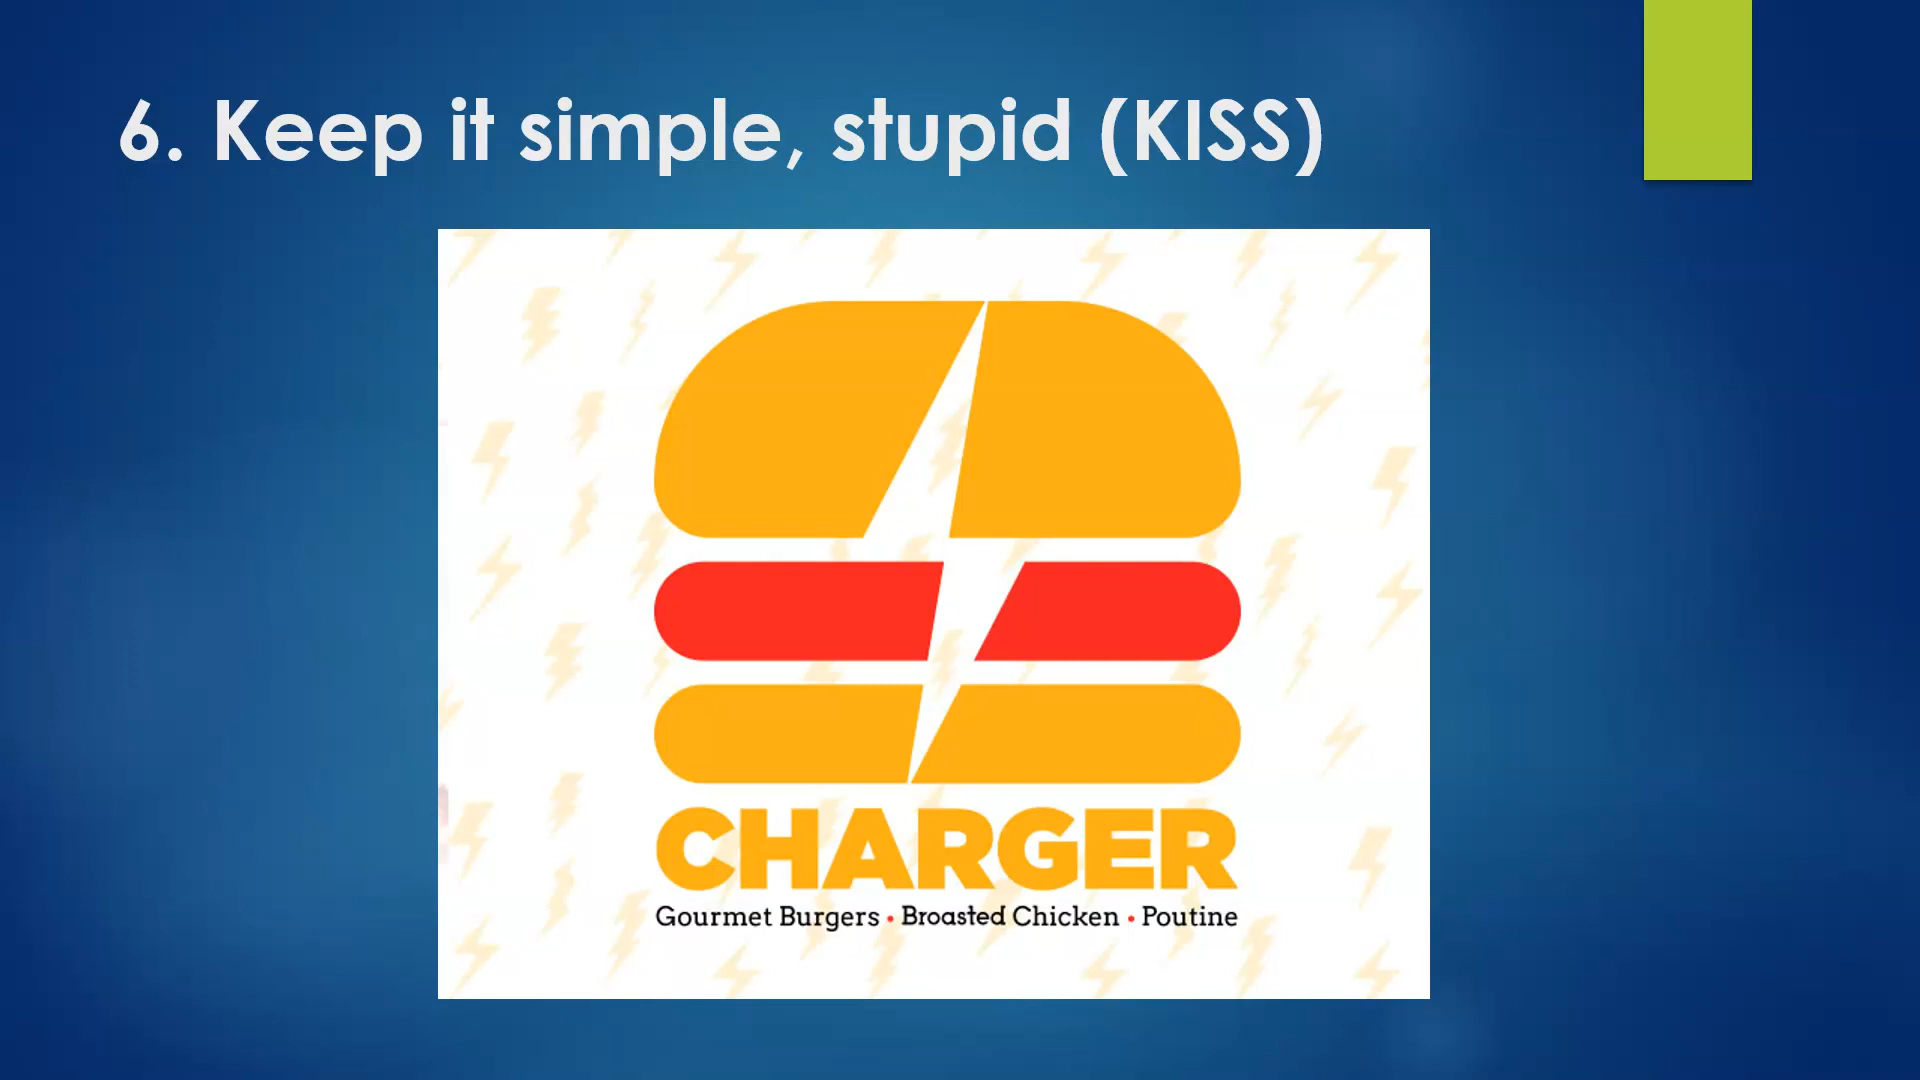 6. Keep it simple, stupid (KISS)
CHARGER
Gourmet Burgers • Broasted Chicken • Poutine